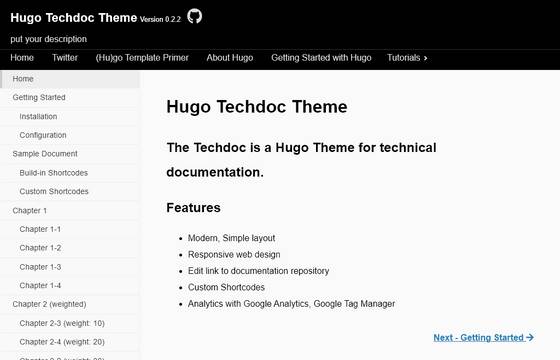 Hugo Techdoc Theme Version 0.2.2
put your description
Home Twitter (Hu)go Template Primer About Hugo Getting Started with Hugo Tutorials
Home
Getting Started
Installation
Configuration
Sample Document
Build-in Shortcodes
Custom Shortcodes
Chapter 1
Chapter 1-1
Chapter 1-2
Chapter 1-3
Chapter 1-4
Chapter 2 (weighted)
Chapter 2-3 (weight: 10)
Chapter 2-4 (weight: 20)
Hugo Techdoc Theme
The Techdoc is a Hugo Theme for technical
documentation.
Features
Modern, Simple layout
Responsive web design
Edit link to documentation repository
Custom Shortcodes
Analytics with Google Analytics, Google Tag Manager
Next - Getting Started